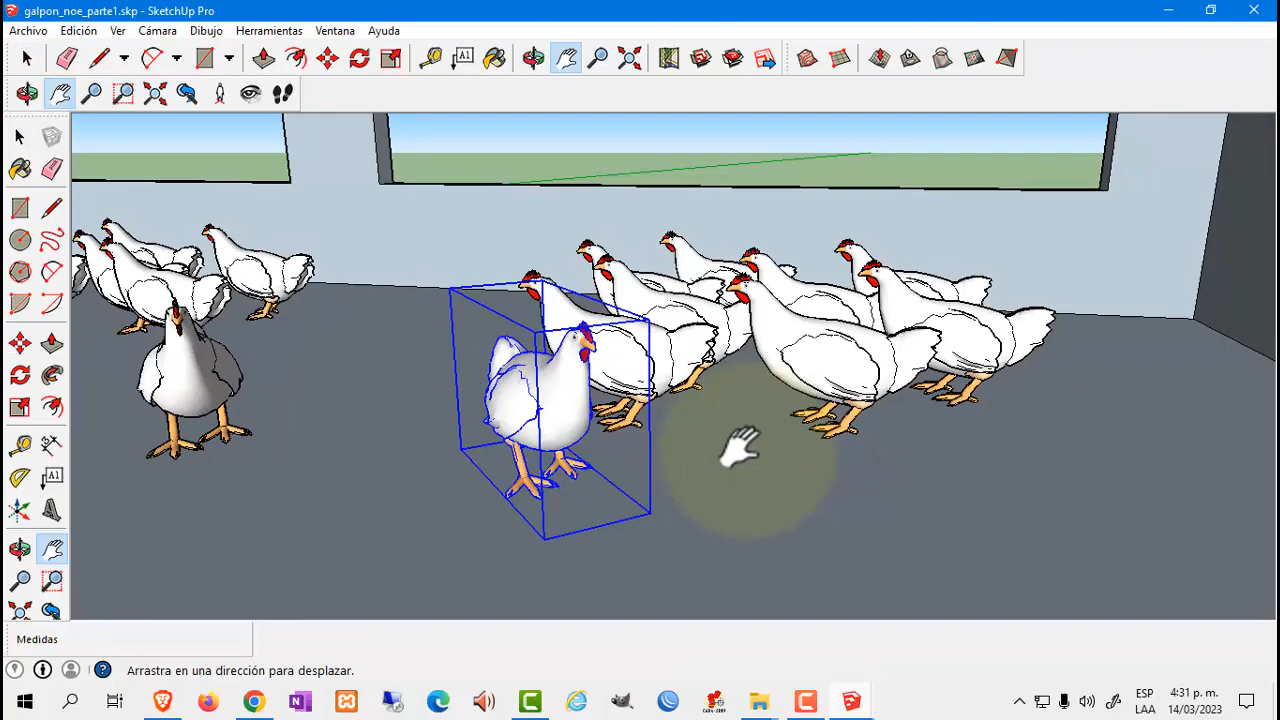 galpon_noe_parte1.skp - SketchUp Pro
Archivo Edición Ver Cámara Dibujo Herramientas Ventana Ayuda
Medidas
Arrastra en una dirección para desplazar.
ESP
LAA
4:31 p. m.
14/03/2023